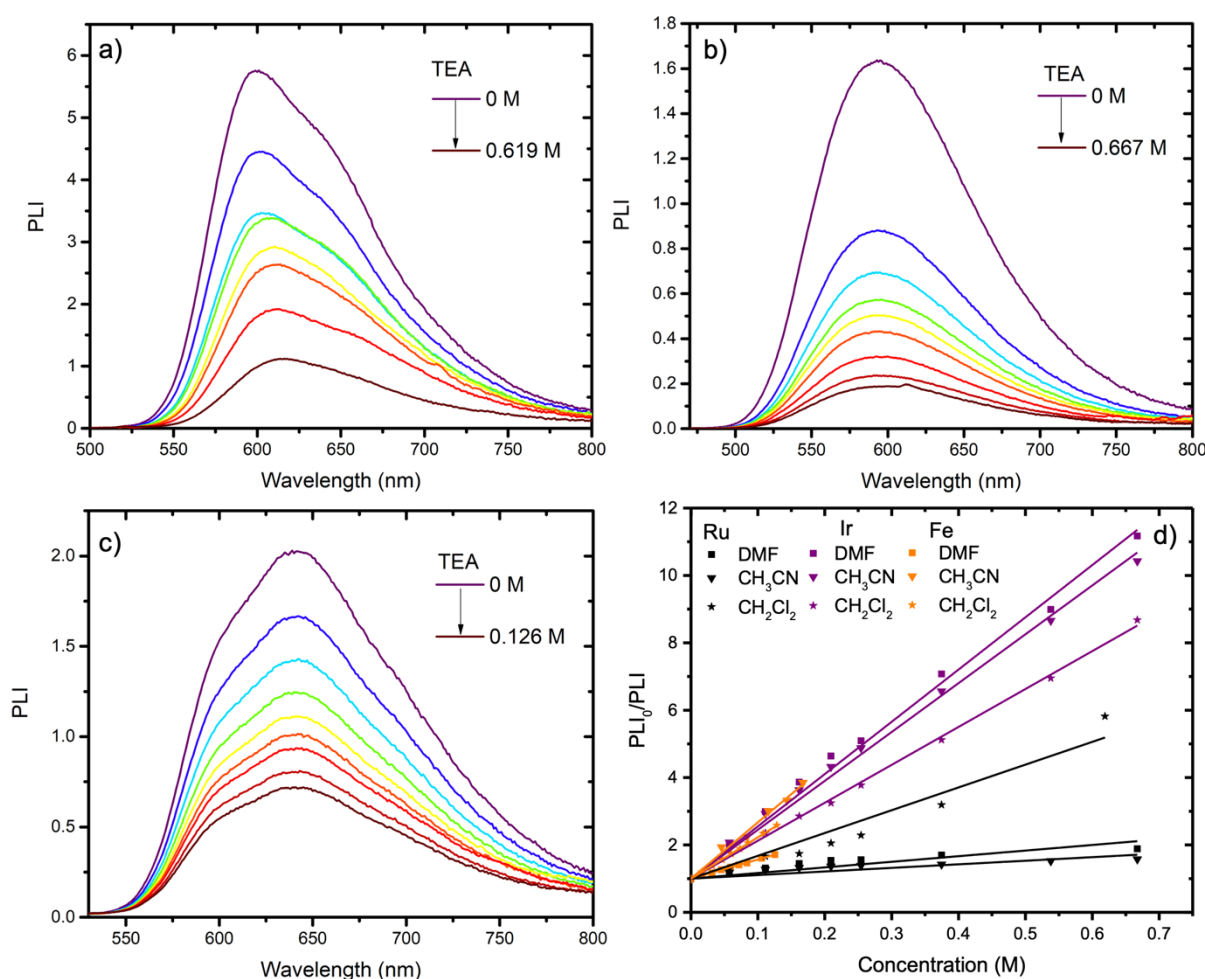 a)
TEA
0 M
0.619 M
PLI
0
1
2
3
4
5
6
500 550 600 650 700 750 800
Wavelength (nm)
b)
TEA
0 M
0.667 M
PLI
0.0
0.2
0.4
0.6
0.8
1.0
1.2
1.4
1.6
1.8
500 550 600 650 700 750 800
Wavelength (nm)
c)
TEA
0 M
0.126 M
PLI
0.0
0.5
1.0
1.5
2.0
550 600 650 700 750 800
Wavelength (nm)
d)
Ru Ir Fe
DMF DMF DMF
CH₃CN CH₃CN CH₃CN
CH₂Cl₂ CH₂Cl₂ CH₂Cl₂
PLI₀/PLI
0
2
4
6
8
10
12
0.0 0.1 0.2 0.3 0.4 0.5 0.6 0.7
Concentration (M)